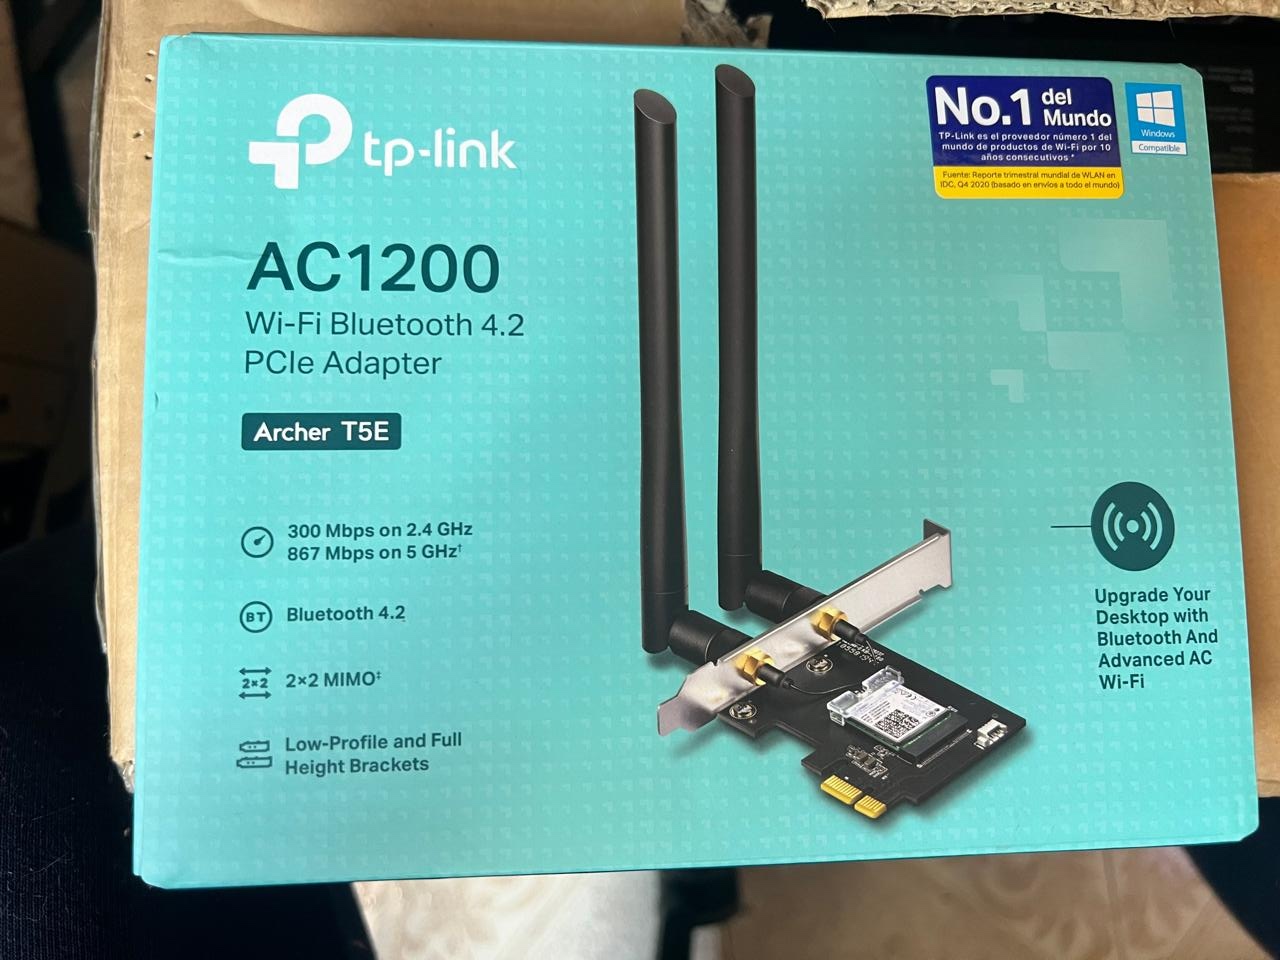 tp-link
No.1 del
Mundo
TP-Link es el proveedor número 1 del
mundo de productos de Wi-Fi por 10
años consecutivos *
Fuente: Reporte trimestral mundial de WLAN en
IDC, Q4 2020 (basado en envíos a todo el mundo)
Windows
Compatible
AC1200
Wi-Fi Bluetooth 4.2
PCIe Adapter
Archer T5E
300 Mbps on 2.4 GHz
867 Mbps on 5 GHz†
BT Bluetooth 4.2
2×2 2×2 MIMO‡
Low-Profile and Full
Height Brackets
Upgrade Your
Desktop with
Bluetooth And
Advanced AC
Wi-Fi